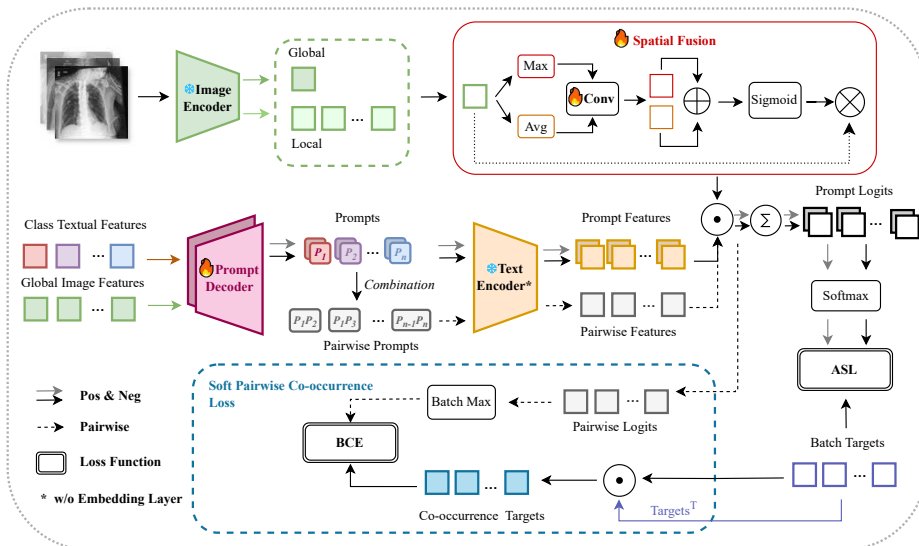 Global
Local
Image
Encoder
Spatial Fusion
Max
Avg
Conv
Sigmoid
Class Textual Features
Global Image Features
Prompt
Decoder
Prompts
P1 P2 ... Pn
Combination
P1P2 P1P3 ... Pn-1Pn
Pairwise Prompts
Text
Encoder*
Prompt Features
Pairwise Features
Σ
Prompt Logits
Softmax
ASL
Batch Targets
Soft Pairwise Co-occurrence
Loss
Batch Max
Pairwise Logits
BCE
Co-occurrence Targets
Targets^T
Pos & Neg
Pairwise
Loss Function
* w/o Embedding Layer